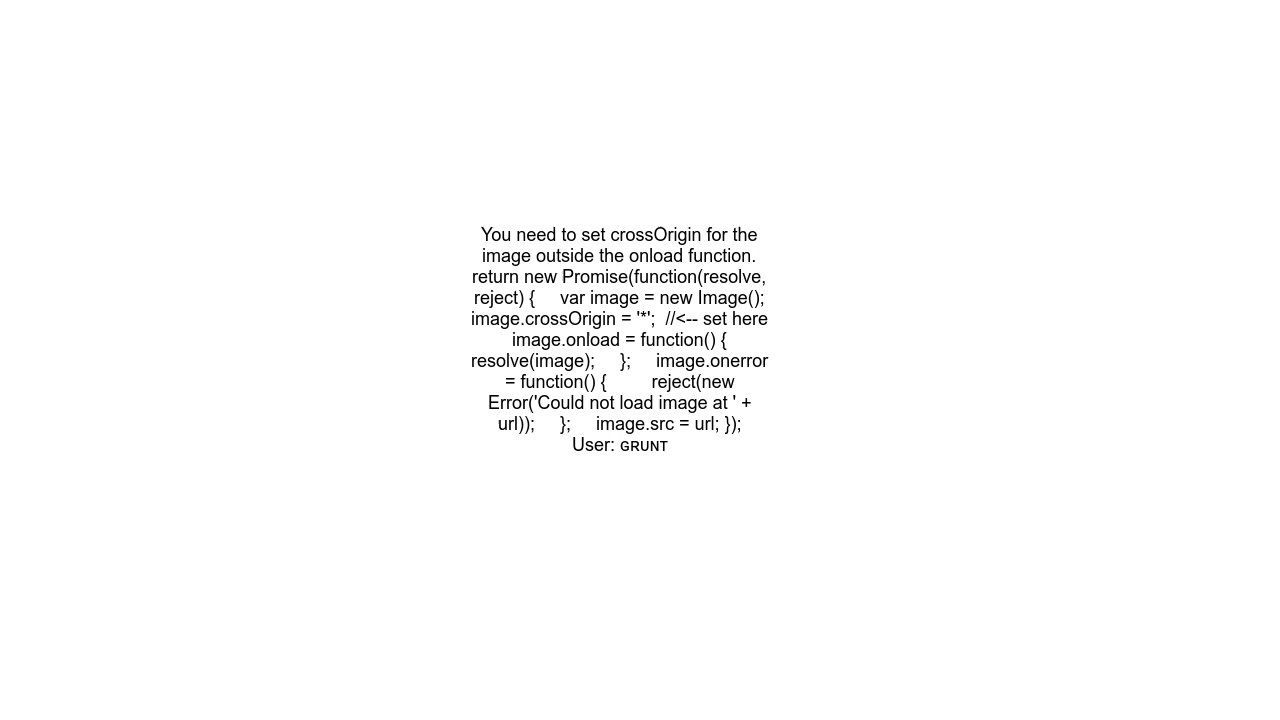 You need to set crossOrigin for the
image outside the onload function.
return new Promise(function(resolve,
reject) {     var image = new Image();
image.crossOrigin = '*';  //<-- set here
image.onload = function() {
resolve(image);     };     image.onerror
= function() {         reject(new
Error('Could not load image at ' +
url));     };     image.src = url; });
User: ɢʀᴜɴᴛ